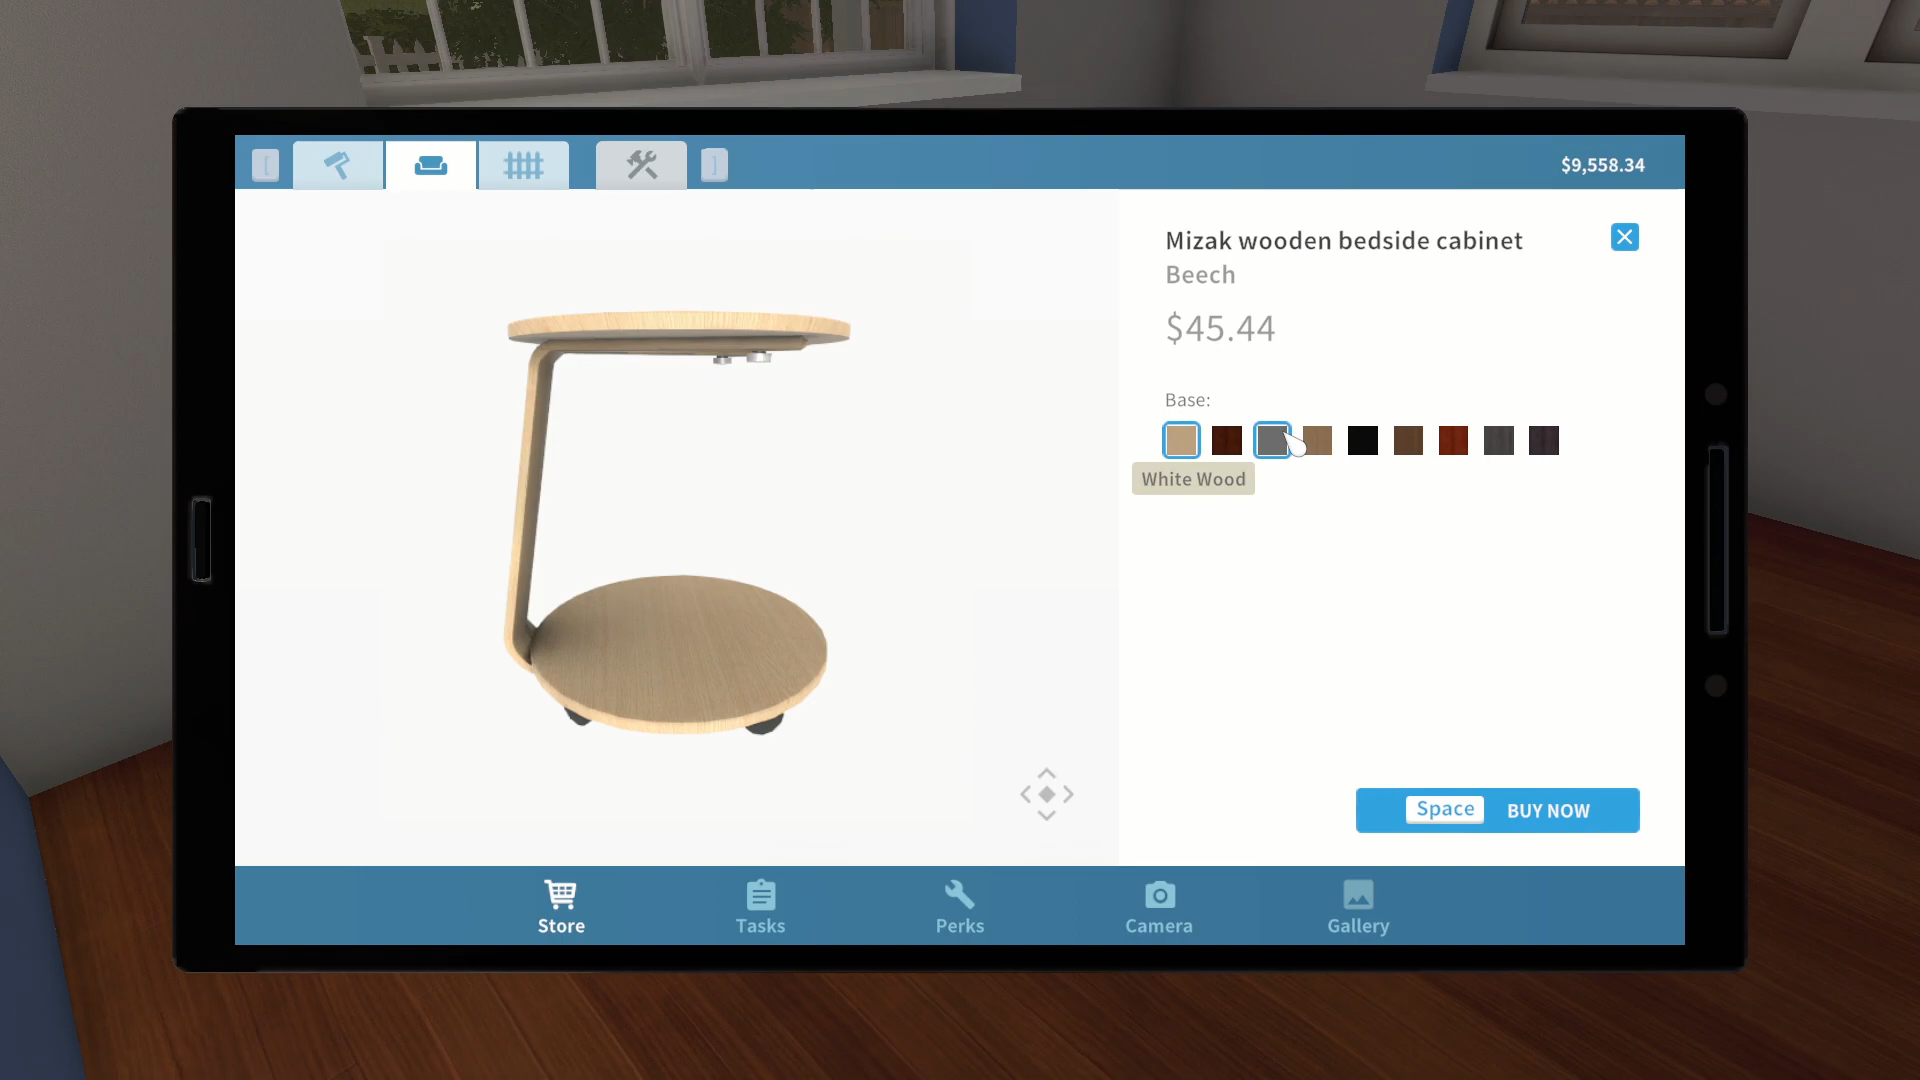 [
]
$9,558.34
Mizak wooden bedside cabinet
Beech
$45.44
Base:
White Wood
Space BUY NOW
Store
Tasks
Perks
Camera
Gallery